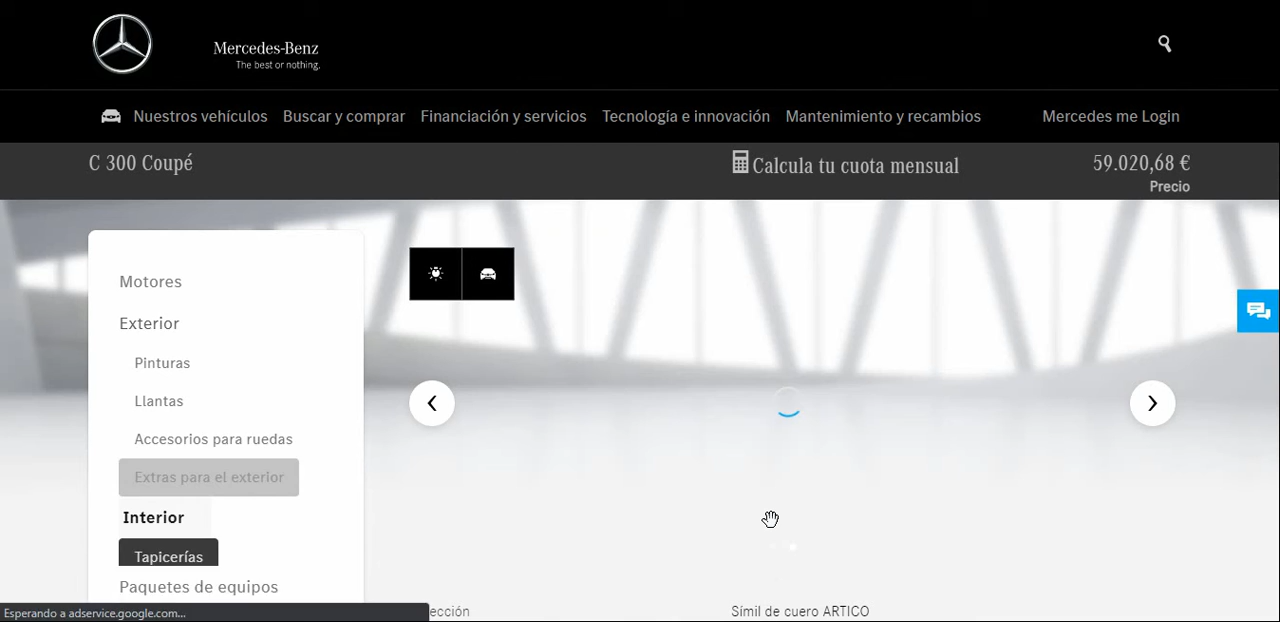 Mercedes-Benz
The best or nothing.
Nuestros vehículos Buscar y comprar Financiación y servicios Tecnología e innovación Mantenimiento y recambios Mercedes me Login
C 300 Coupé
Calcula tu cuota mensual
59.020,68 €
Precio
Motores
Exterior
Pinturas
Llantas
Accesorios para ruedas
Extras para el exterior
Interior
Tapicerías
Paquetes de equipos
Esperando a adservice.google.com...
Símil de cuero ARTICO